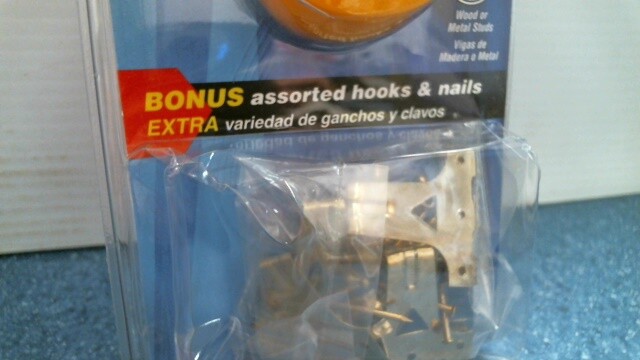 Wood or
Metal Studs
Vigas de
Madera o Metal
BONUS assorted hooks & nails
EXTRA variedad de ganchos y clavos